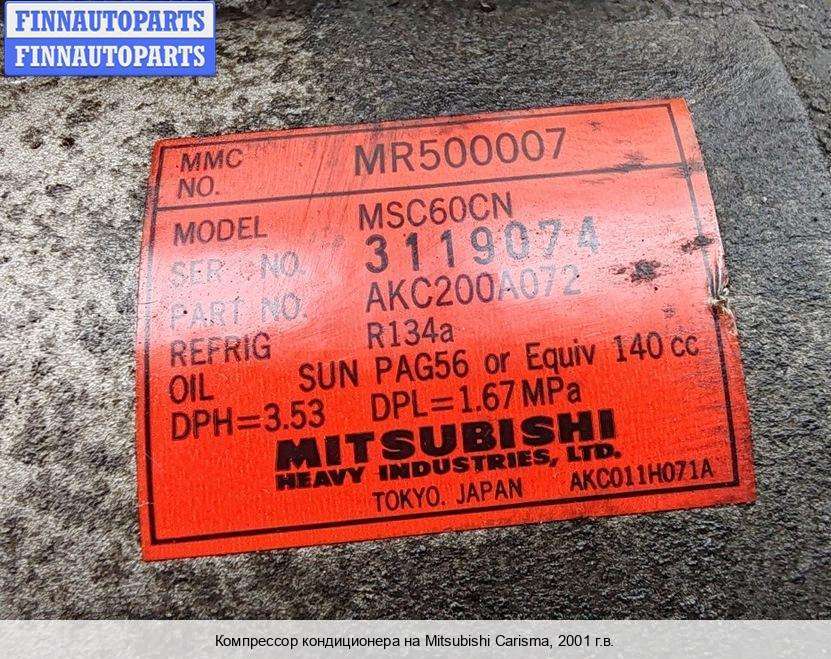 FINNAUTOPARTS
FINNAUTOPARTS
MMC NO. MR500007
MODEL MSC60CN
SER NO. 3119074
PART NO. AKC200A072
REFRIG R134a
OIL SUN PAG56 or Equiv 140 cc
DPH=3.53 DPL=1.67 MPa
MITSUBISHI
HEAVY INDUSTRIES, LTD.
TOKYO. JAPAN AKC011H071A
Компрессор кондиционера на Mitsubishi Carisma, 2001 г.в.